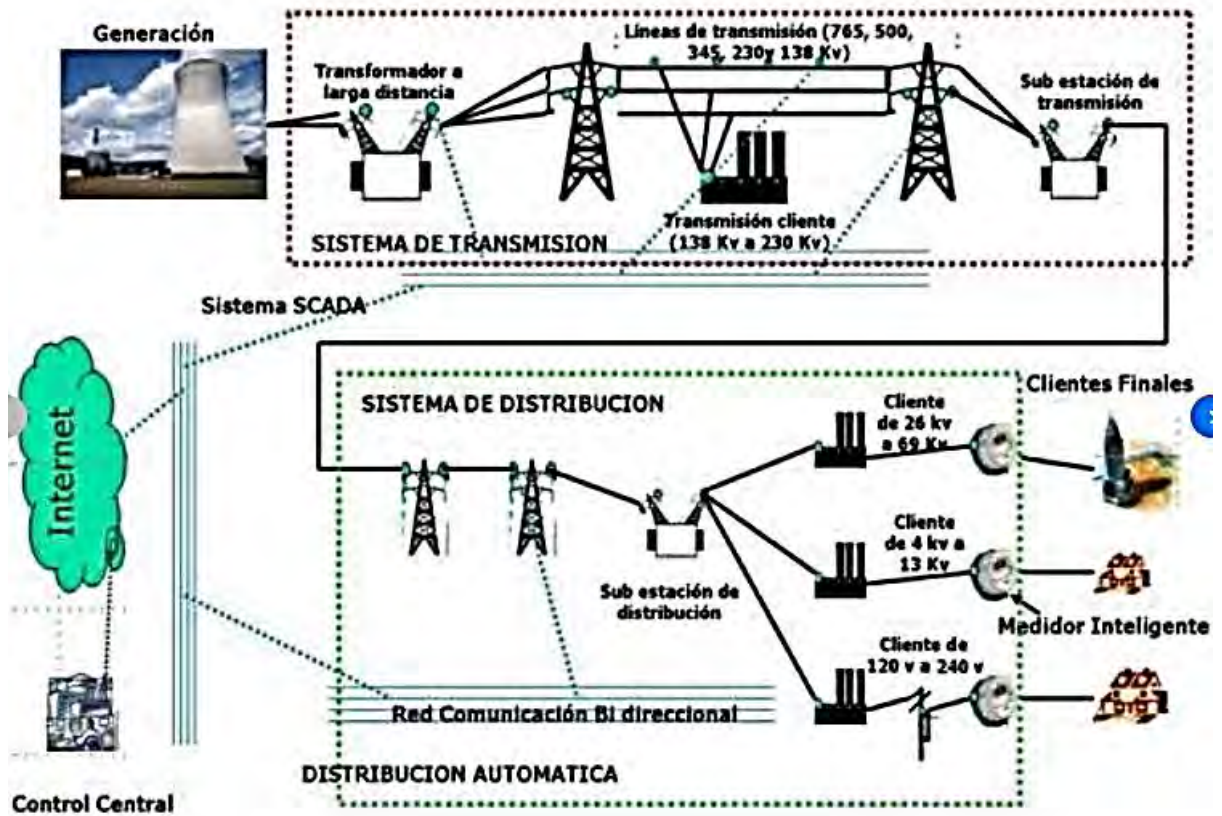 Generación
Líneas de transmisión (765, 500,
345, 230y 138 Kv)
Transformador a
larga distancia
Sub estación de
transmisión
Transmisión cliente
(138 Kv a 230 Kv)
SISTEMA DE TRANSMISION
Sistema SCADA
Internet
SISTEMA DE DISTRIBUCION
Cliente
de 26 kv
a 69 Kv
Clientes Finales
Cliente
de 4 kv a
13 Kv
Sub estación de
distribución
Medidor Inteligente
Cliente de
120 v a 240 v
Red Comunicación Bi direccional
DISTRIBUCION AUTOMATICA
Control Central